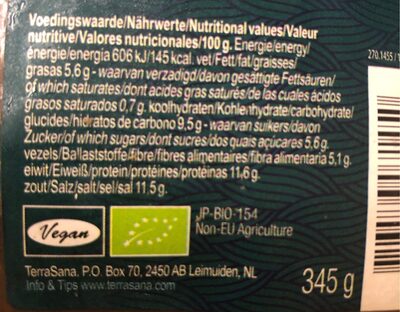 Voedingswaarde/Nährwerte/Nutritional values/Valeur
nutritive/Valores nutricionales/100 g. Energie/energy/
énergie/energía 606 kJ/145 kcal. vet/Fett/fat/graisses/
grasas 5,6 g - waarvan verzadigd/davon gesättigte Fettsäuren/
of which saturates/dont acides gras saturés/de las cuales ácidos
grasos saturados 0,7 g. koolhydraten/Kohlenhydrate/carbohydrate/
glucides/hidratos de carbono 9,5 g - waarvan suikers/davon
Zucker/of which sugars/dont sucres/dos quais açucares 5,6 g.
vezels/Ballaststoffe/fibre/fibres alimentaires/fibra alimentaria 5,1 g.
eiwit/Eiweiß/protein/protéines/proteínas 11,6 g.
zout/Salz/salt/sel/sal 11,5 g.
270.1455/1
Vegan
JP-BIO-154
Non-EU Agriculture
TerraSana, P.O. Box 70, 2450 AB Leimuiden, NL
Info & Tips www.terrasana.com
345 g